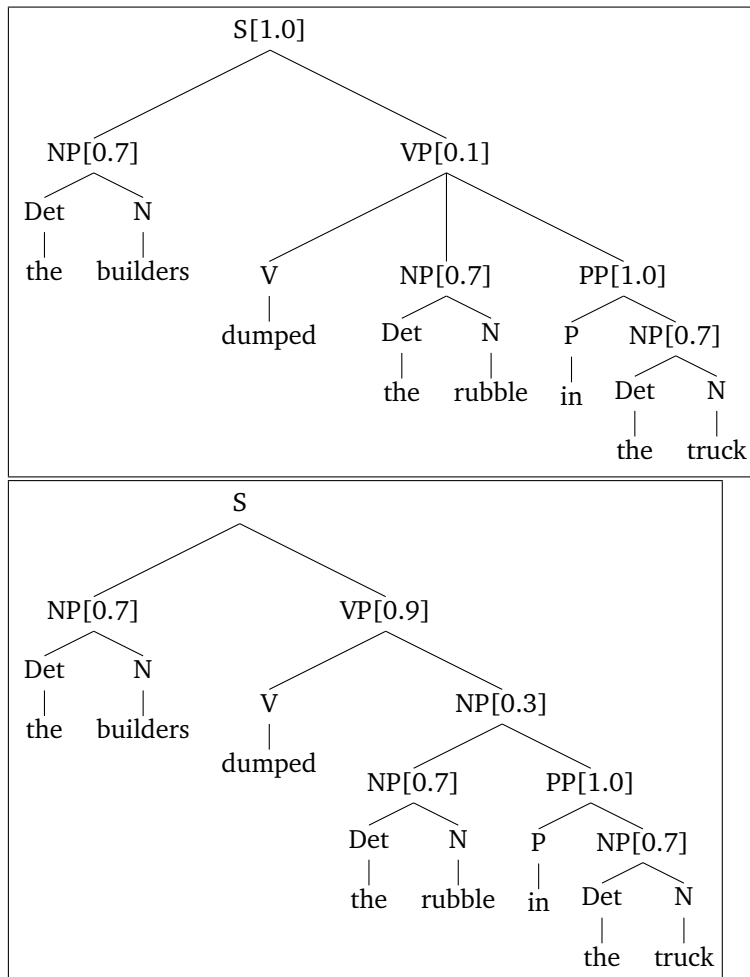 S[1.0]
NP[0.7] VP[0.1]
Det N
the builders V NP[0.7] PP[1.0]
dumped Det N P NP[0.7]
the rubble in Det N
the truck
S
NP[0.7] VP[0.9]
Det N V NP[0.3]
the builders
dumped NP[0.7] PP[1.0]
Det N P NP[0.7]
the rubble in Det N
the truck